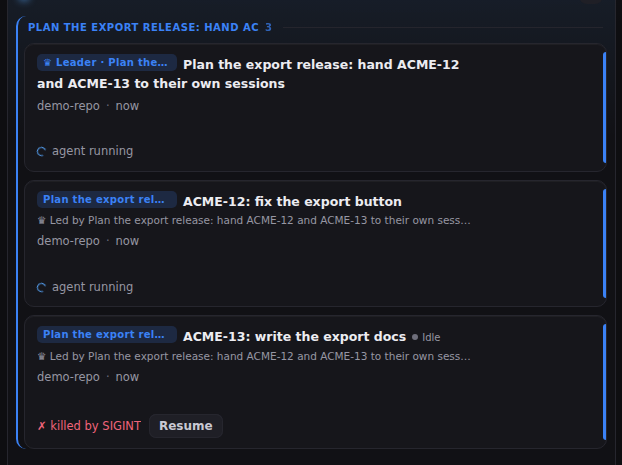 PLAN THE EXPORT RELEASE: HAND AC 3
♛ Leader · Plan the… Plan the export release: hand ACME-12
and ACME-13 to their own sessions
demo-repo · now
agent running
Plan the export rel… ACME-12: fix the export button
♛ Led by Plan the export release: hand ACME-12 and ACME-13 to their own sess…
demo-repo · now
agent running
Plan the export rel… ACME-13: write the export docs Idle
♛ Led by Plan the export release: hand ACME-12 and ACME-13 to their own sess…
demo-repo · now
✗ killed by SIGINT Resume